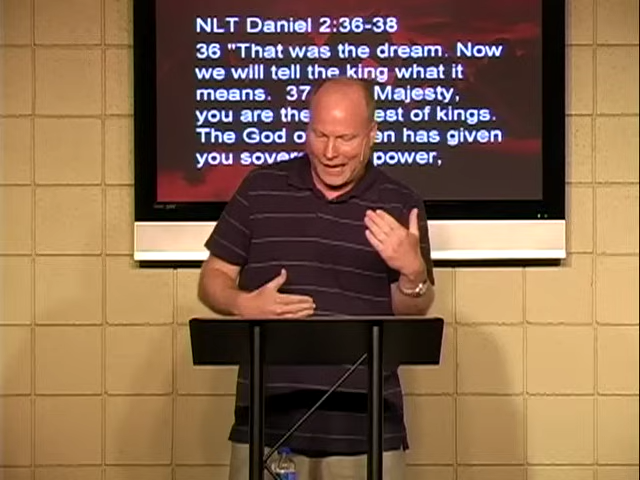 NLT Daniel 2:36-38
36 "That was the dream. Now
we will tell the king what it
means. 37 Majesty,
you are the of kings.
The God has given
you power,